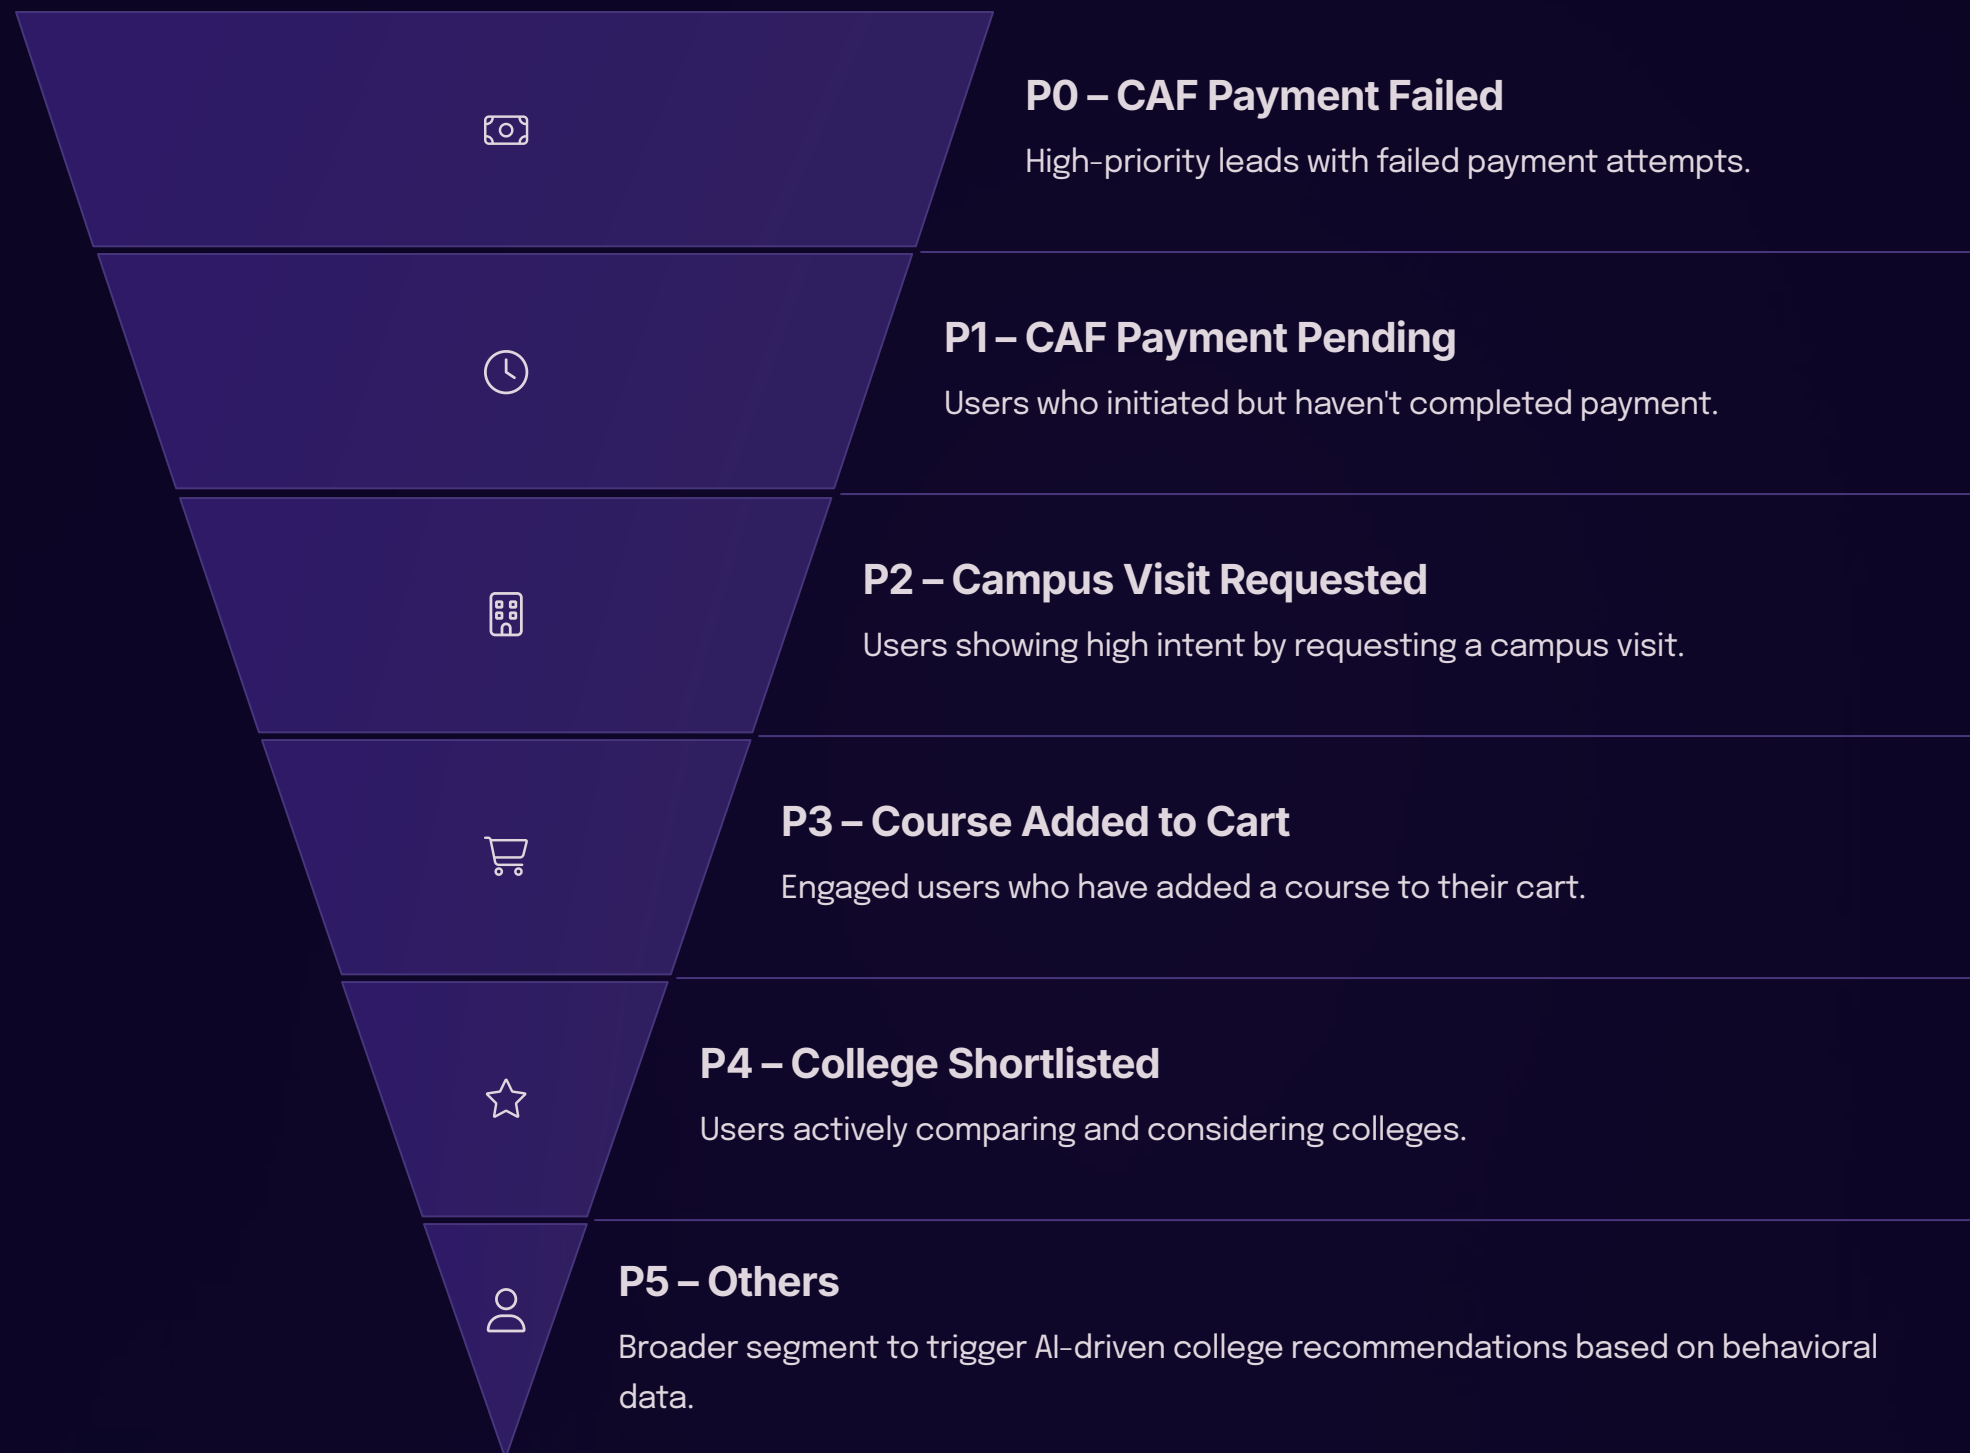 P0 – CAF Payment Failed
High-priority leads with failed payment attempts.
P1 – CAF Payment Pending
Users who initiated but haven't completed payment.
P2 – Campus Visit Requested
Users showing high intent by requesting a campus visit.
P3 – Course Added to Cart
Engaged users who have added a course to their cart.
P4 – College Shortlisted
Users actively comparing and considering colleges.
P5 – Others
Broader segment to trigger AI-driven college recommendations based on behavioral
data.